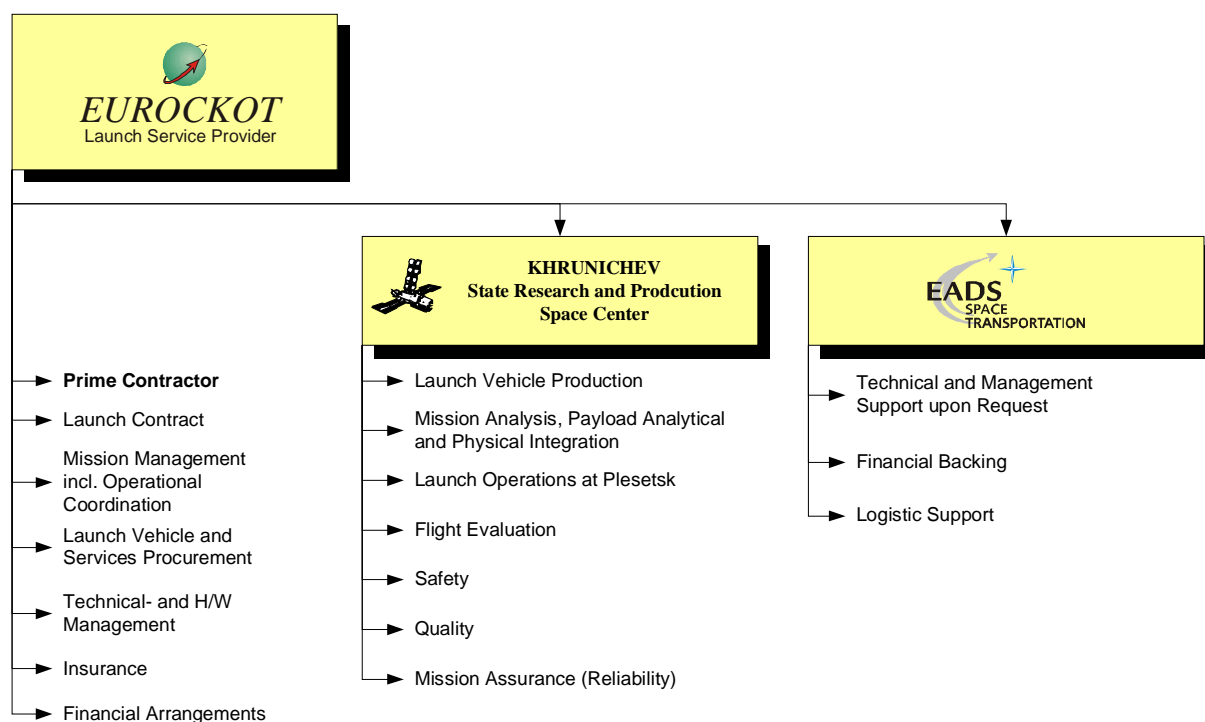 EUROCKOT
Launch Service Provider
KHRUNICHEV
State Research and Prodcution
Space Center
EADS
SPACE
TRANSPORTATION
Prime Contractor
Launch Contract
Mission Management
incl. Operational
Coordination
Launch Vehicle and
Services Procurement
Technical- and H/W
Management
Insurance
Financial Arrangements
Launch Vehicle Production
Mission Analysis, Payload Analytical
and Physical Integration
Launch Operations at Plesetsk
Flight Evaluation
Safety
Quality
Mission Assurance (Reliability)
Technical and Management
Support upon Request
Financial Backing
Logistic Support